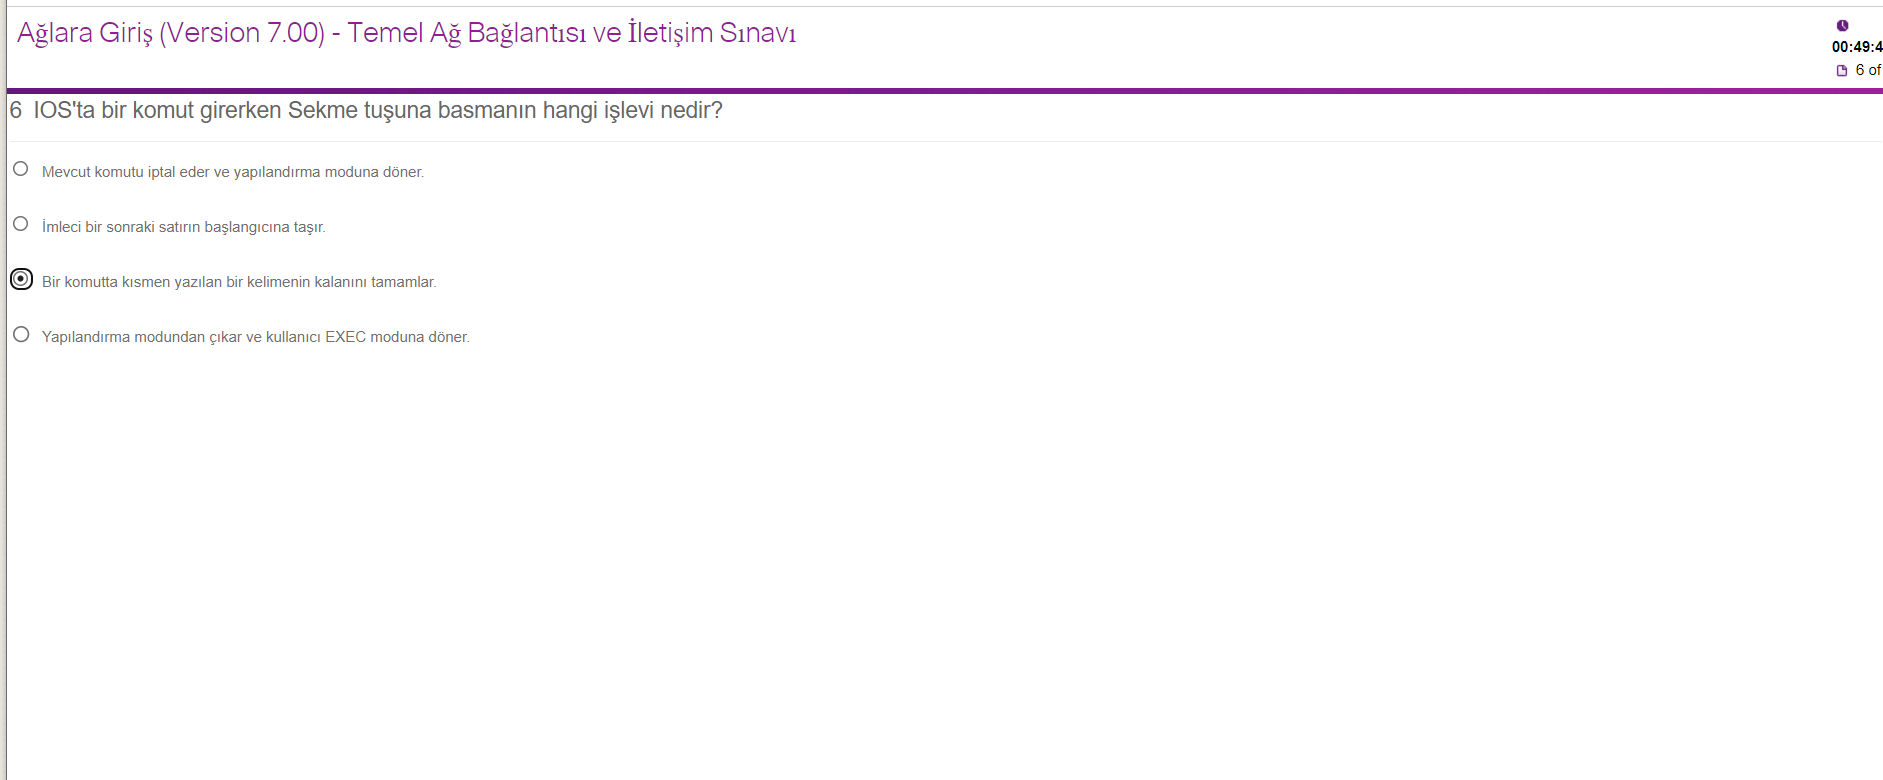 Ağlara Giriş (Version 7.00) - Temel Ağ Bağlantısı ve İletişim Sınavı
00:49:4
6 of
6 IOS'ta bir komut girerken Sekme tuşuna basmanın hangi işlevi nedir?
Mevcut komutu iptal eder ve yapılandırma moduna döner.
İmleci bir sonraki satırın başlangıcına taşır.
Bir komutta kısmen yazılan bir kelimenin kalanını tamamlar.
Yapılandırma modundan çıkar ve kullanıcı EXEC moduna döner.